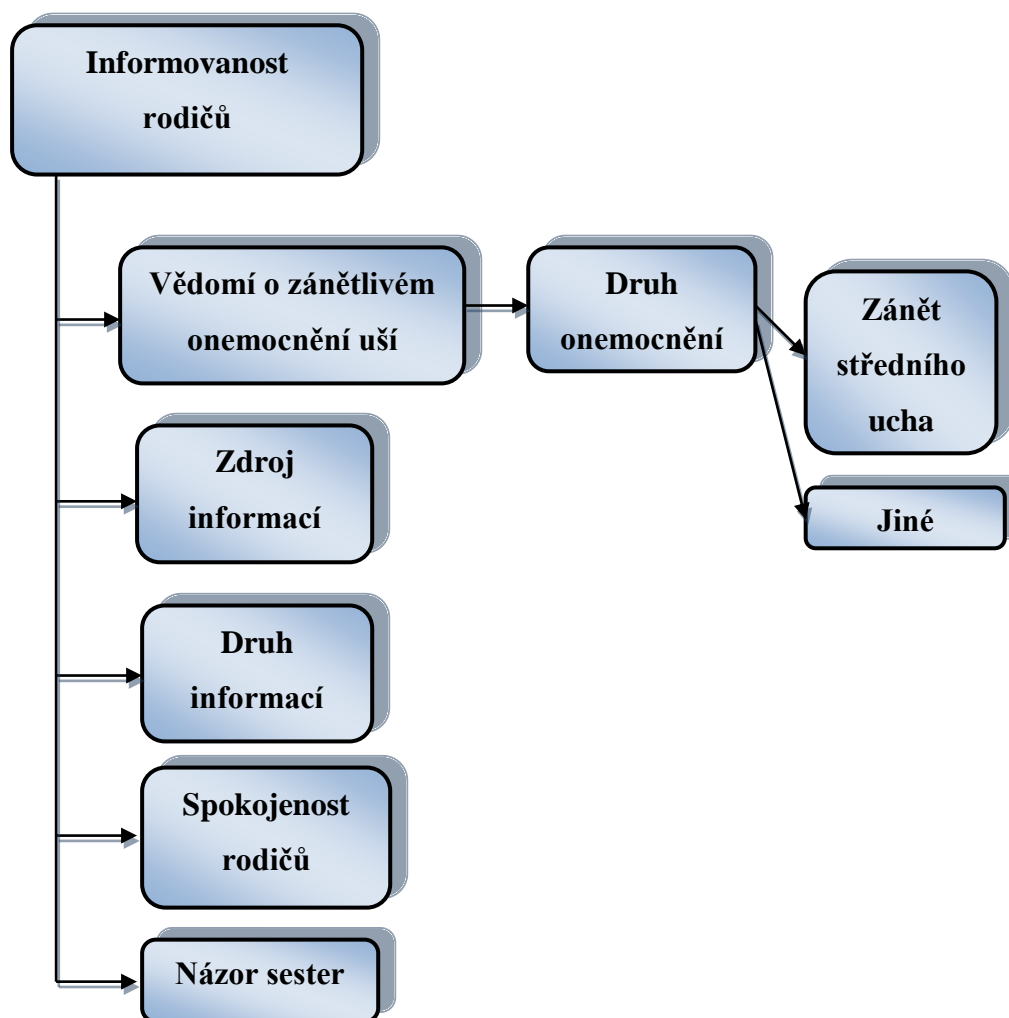 Informovanost
rodičů
Vědomí o zánětlivém
onemocnění uší
Druh
onemocnění
Zánět
středního
ucha
Jiné
Zdroj
informací
Druh
informací
Spokojenost
rodičů
Názor sester